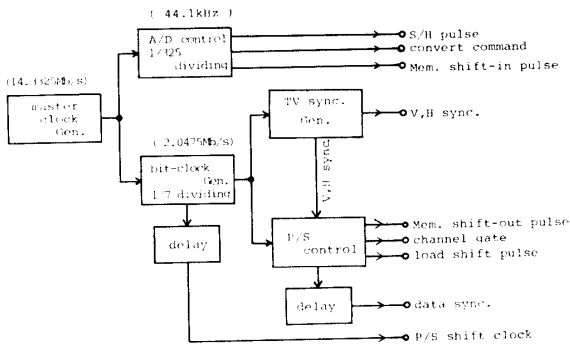 ( 44.1kHz )
A/D control
1/325
dividing
S/H pulse
convert command
Mem. shift-in pulse
(14.3325Mb/s)
master
clock
Gen.
TV sync.
Gen.
V,H sync.
( 2.0475Mb/s)
bit-clock
Gen.
1/7 dividing
V,H sync
delay
P/S
control
Mem. shift-out pulse
channel gate
load shift pulse
delay
data sync.
P/S shift clock